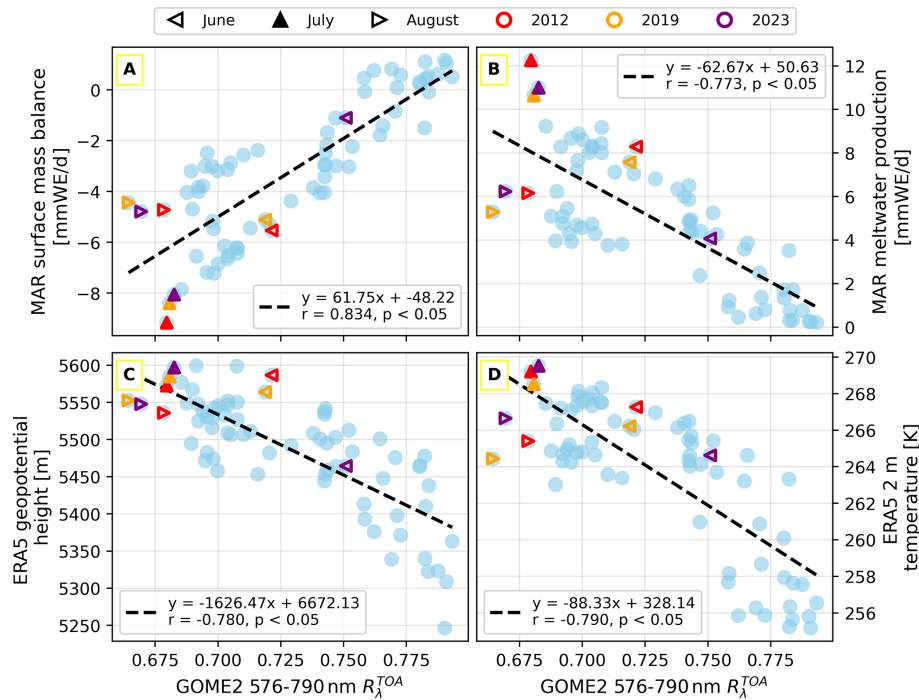 June July August 2012 2019 2023
A
MAR surface mass balance
[mmWE/d]
0
−2
−4
−6
−8
y = 61.75x + -48.22
r = 0.834, p < 0.05
B
y = -62.67x + 50.63
r = -0.773, p < 0.05
12
10
8
6
4
2
0
MAR meltwater production
[mmWE/d]
C
ERA5 geopotential
height [m]
5600
5550
5500
5450
5400
5350
5300
5250
y = -1626.47x + 6672.13
r = -0.780, p < 0.05
0.675 0.700 0.725 0.750 0.775
GOME2 576-790 nm R_λ^TOA
D
270
268
266
264
262
260
258
256
ERA5 2 m
temperature [K]
y = -88.33x + 328.14
r = -0.790, p < 0.05
0.675 0.700 0.725 0.750 0.775
GOME2 576-790 nm R_λ^TOA